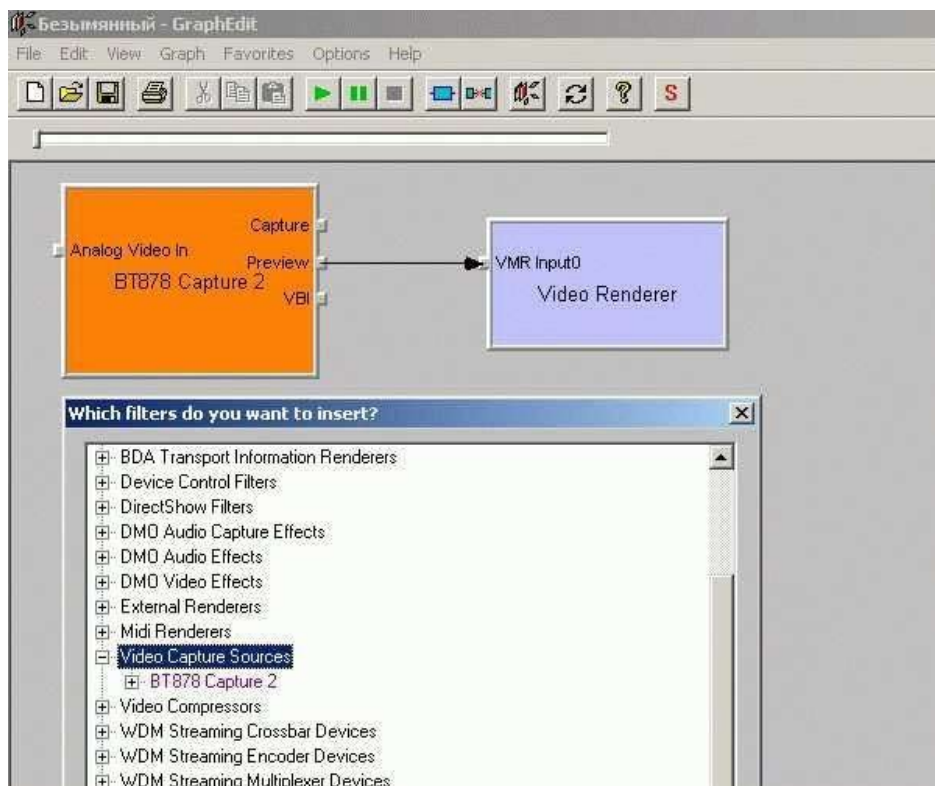 Безымянный - GraphEdit
File Edit View Graph Favorites Options Help
S
Capture
Analog Video In
Preview
BT878 Capture 2
VBI
VMR Input0
Video Renderer
Which filters do you want to insert?
BDA Transport Information Renderers
Device Control Filters
DirectShow Filters
DMO Audio Capture Effects
DMO Audio Effects
DMO Video Effects
External Renderers
Midi Renderers
Video Capture Sources
BT878 Capture 2
Video Compressors
WDM Streaming Crossbar Devices
WDM Streaming Encoder Devices
WDM Streaming Multiplexer Devices